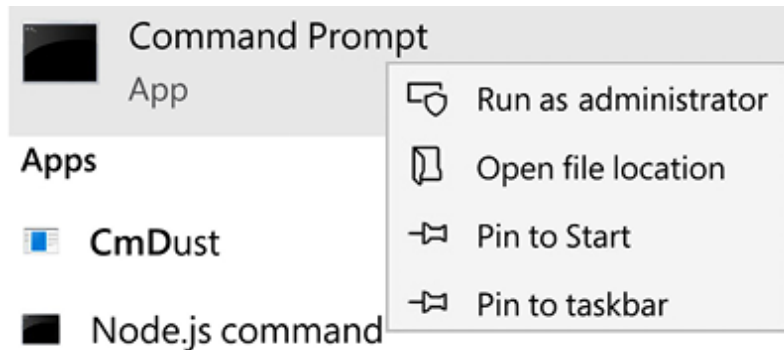 Command Prompt
App
Run as administrator
Apps
Open file location
CmDust
Pin to Start
Pin to taskbar
Node.js command